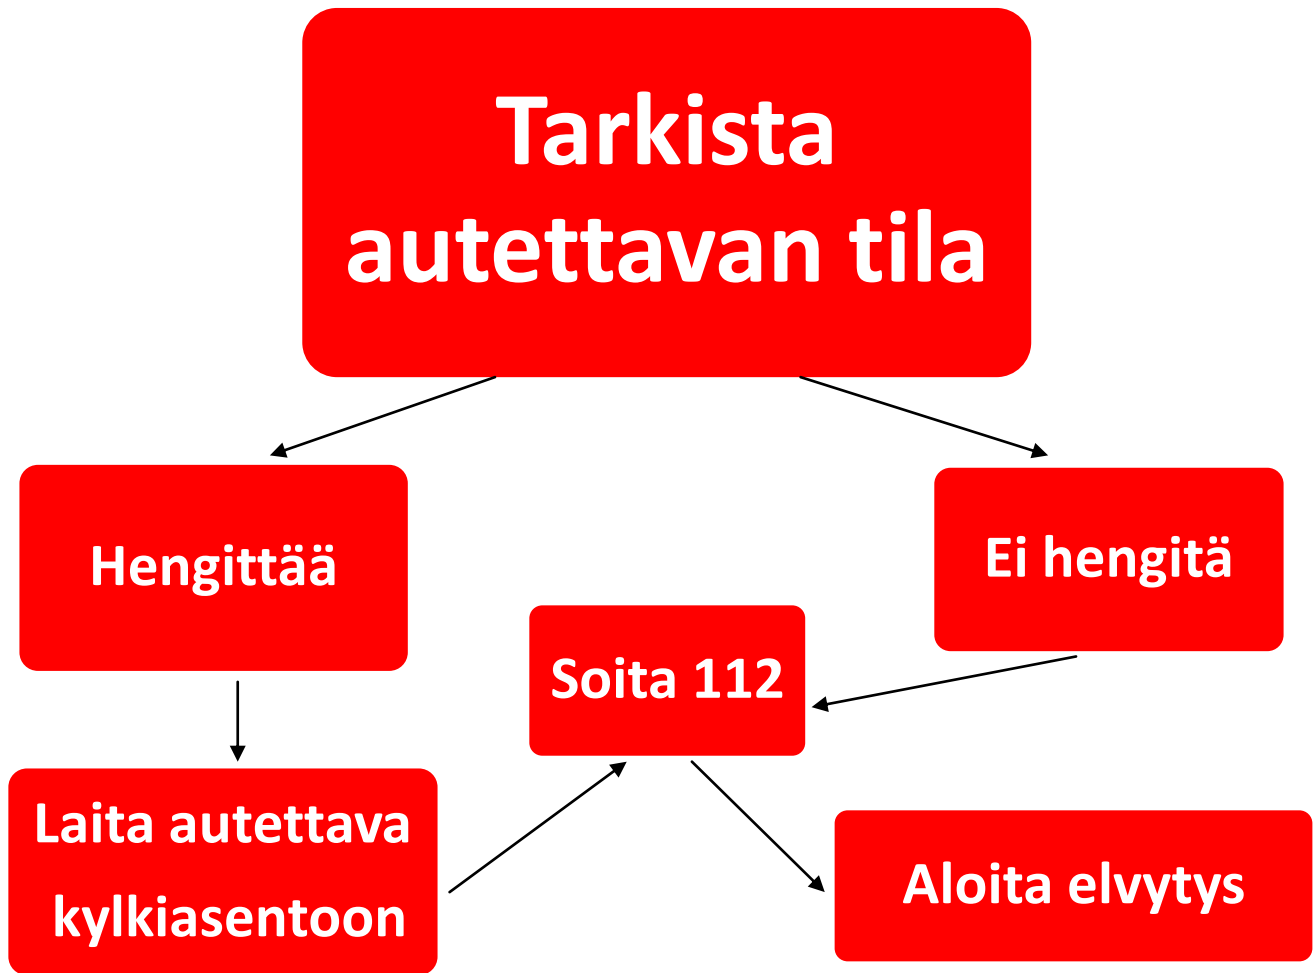 Tarkista
autettavan tila
Hengittää
Ei hengitä
Soita 112
Laita autettava
kylkiasentoon
Aloita elvytys